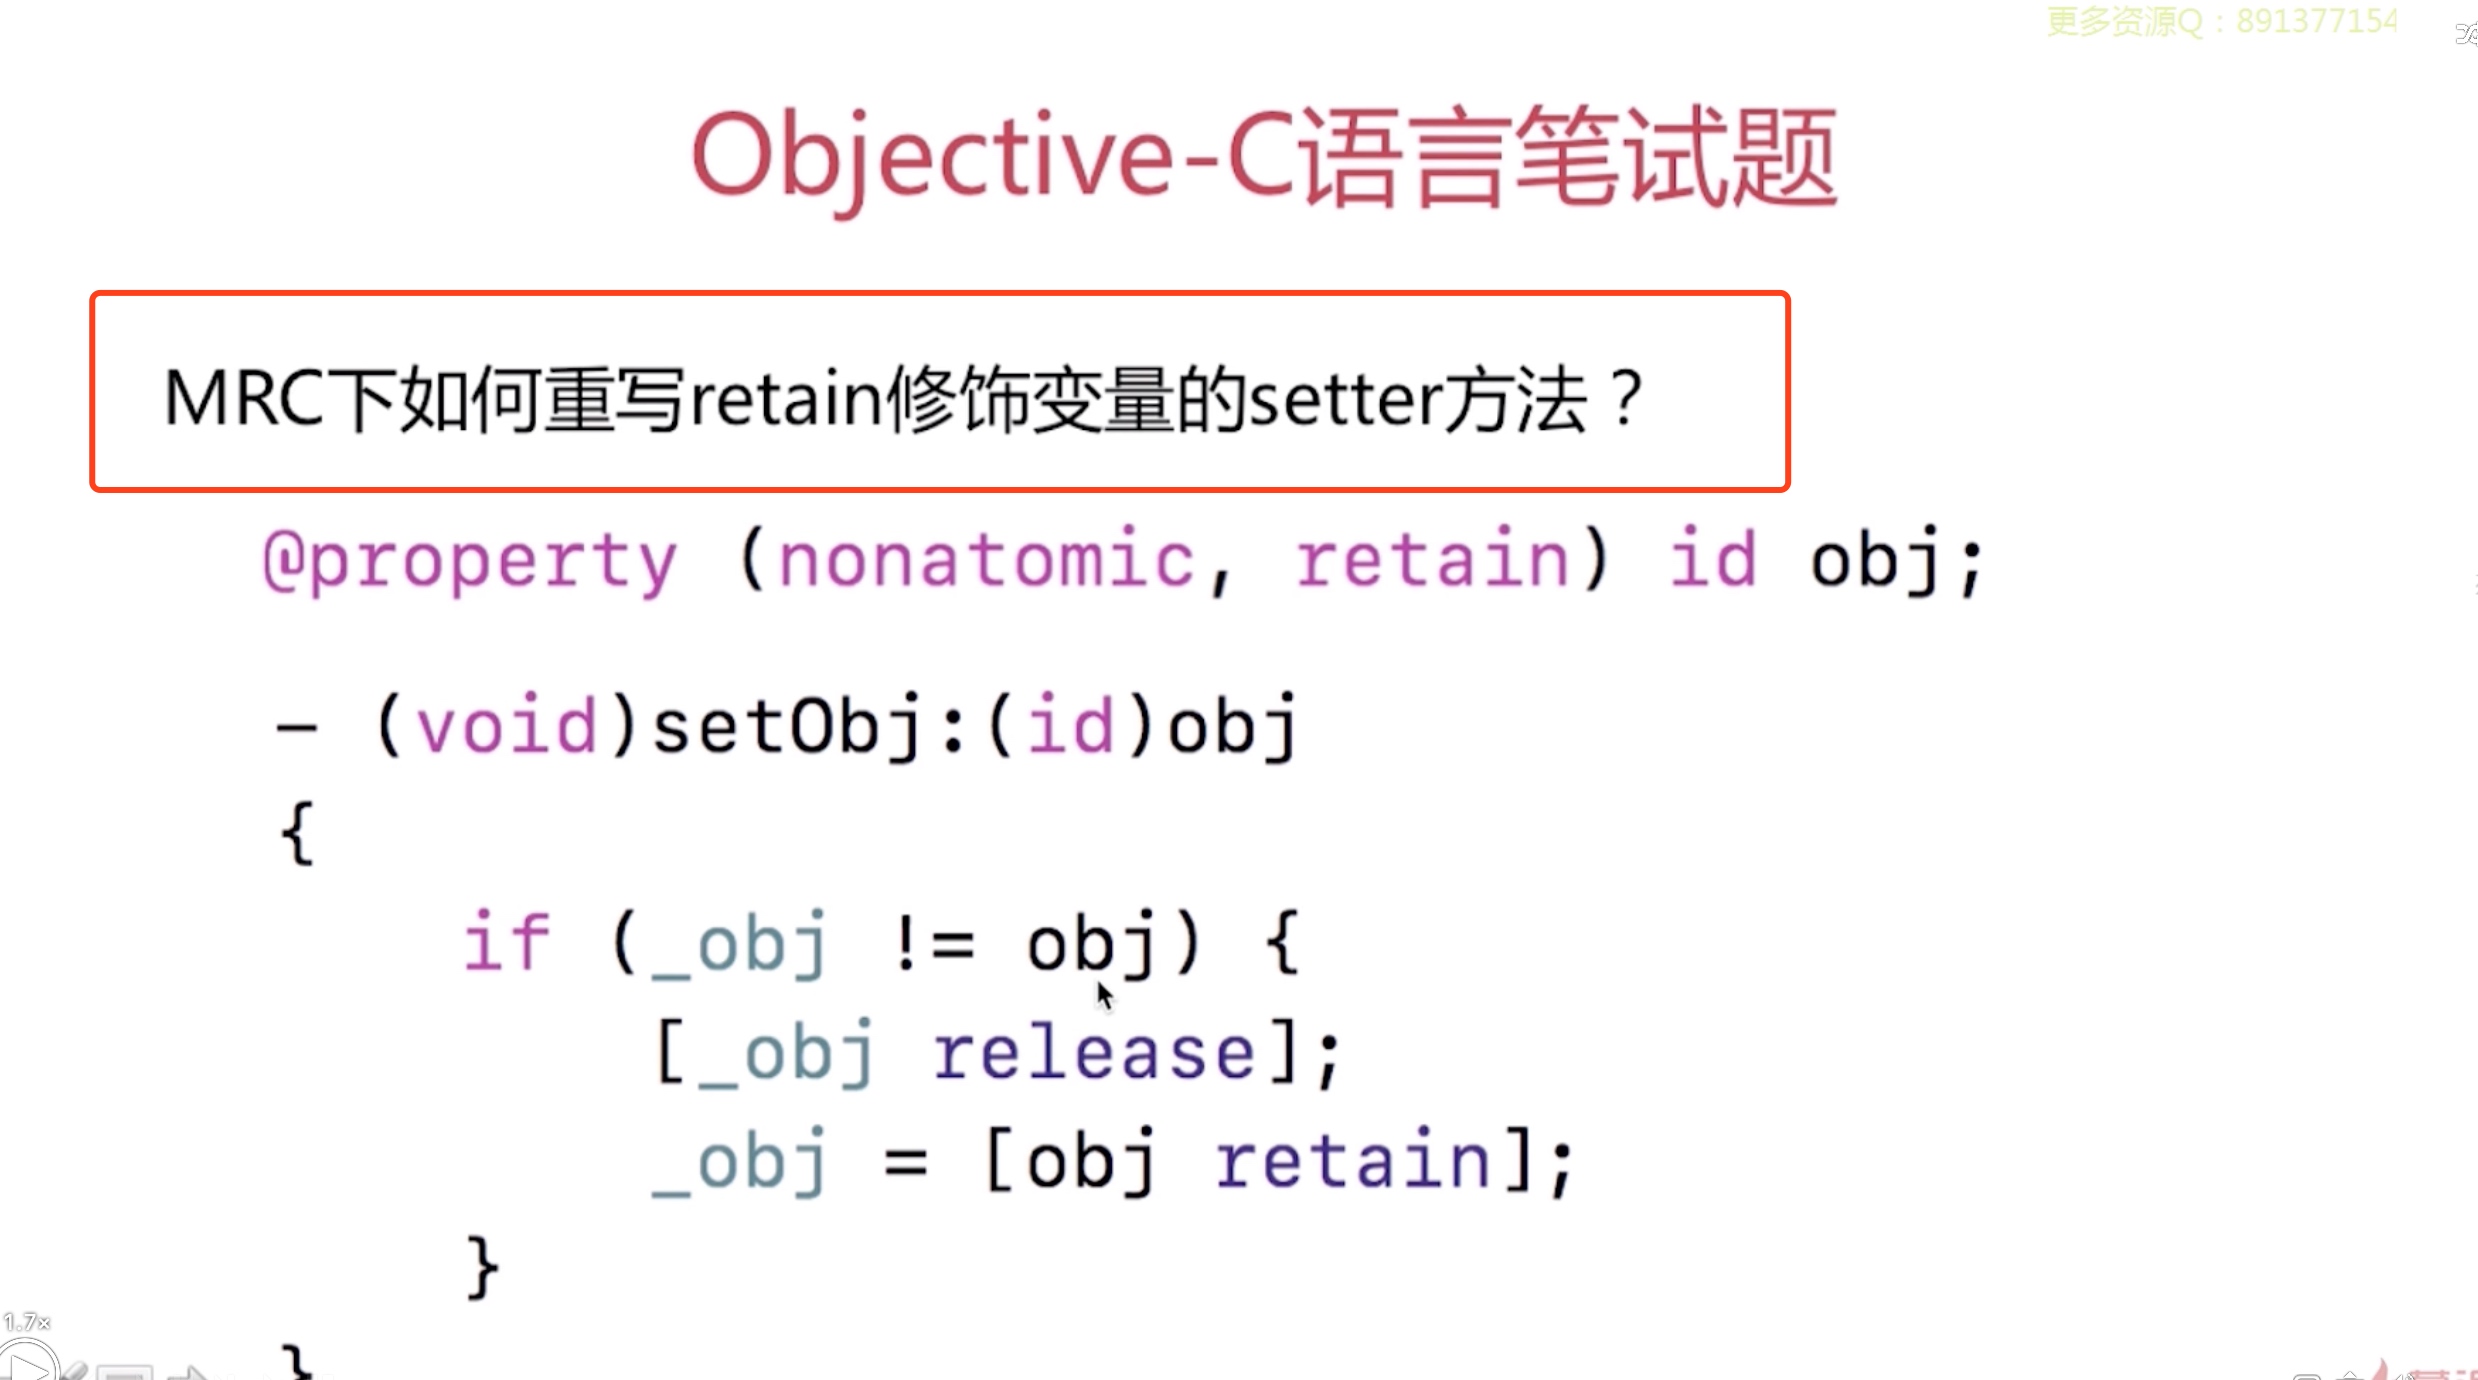 更多资源Q：891377154
Objective-C语言笔试题
MRC下如何重写retain修饰变量的setter方法？
@property (nonatomic, retain) id obj;
- (void)setObj:(id)obj
{
if (_obj != obj) {
[_obj release];
_obj = [obj retain];
}
}
1.7x